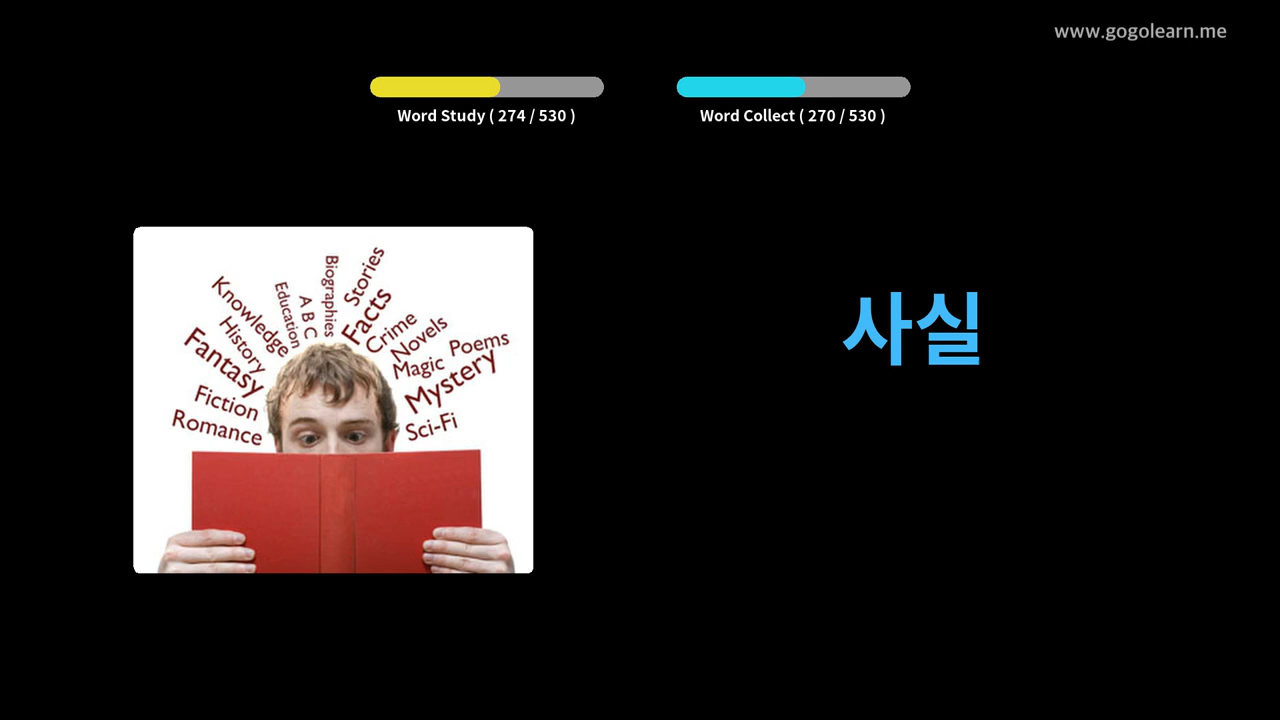 www.gogolearn.me
Word Study ( 274 / 530 )
Word Collect ( 270 / 530 )
Knowledge
History
Fantasy
Fiction
Romance
Education
A B C
Biographies
Stories
Facts
Crime
Novels
Magic
Poems
Mystery
Sci-Fi
사실